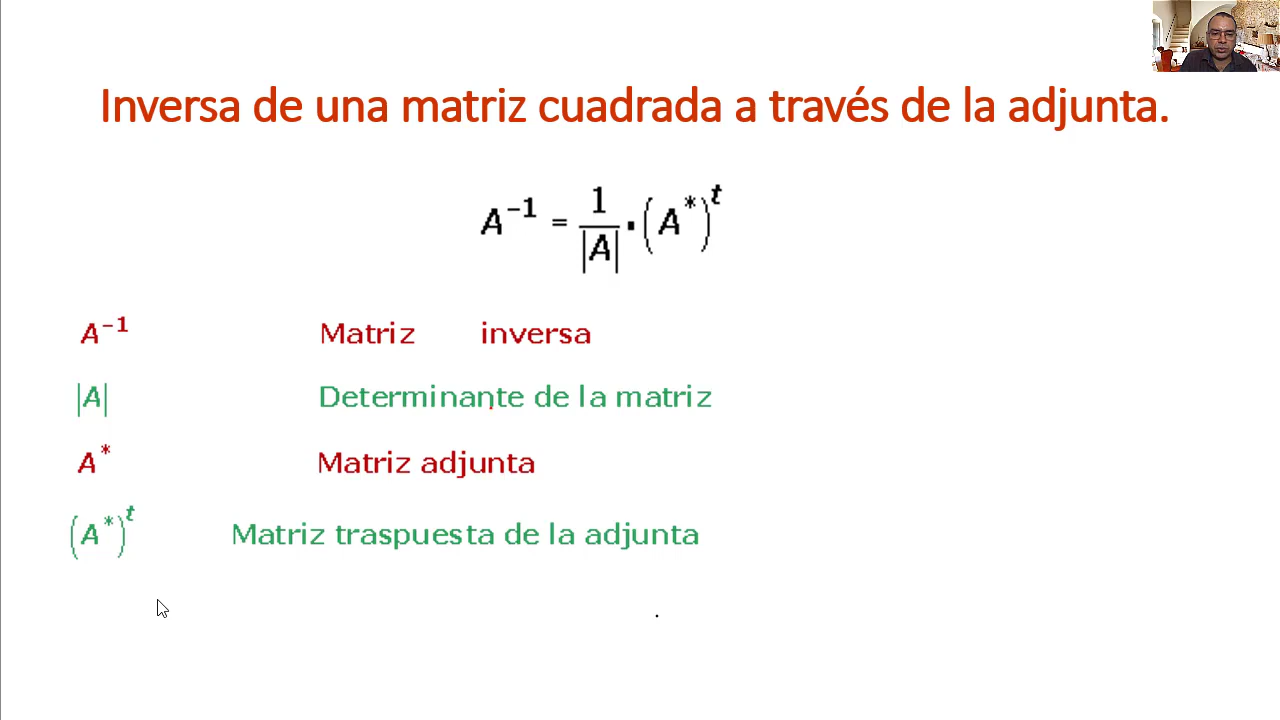 Inversa de una matriz cuadrada a través de la adjunta.
A⁻¹ = 1/|A| · (A*)ᵗ
A⁻¹ Matriz inversa
|A| Determinante de la matriz
A* Matriz adjunta
(A*)ᵗ Matriz traspuesta de la adjunta
.